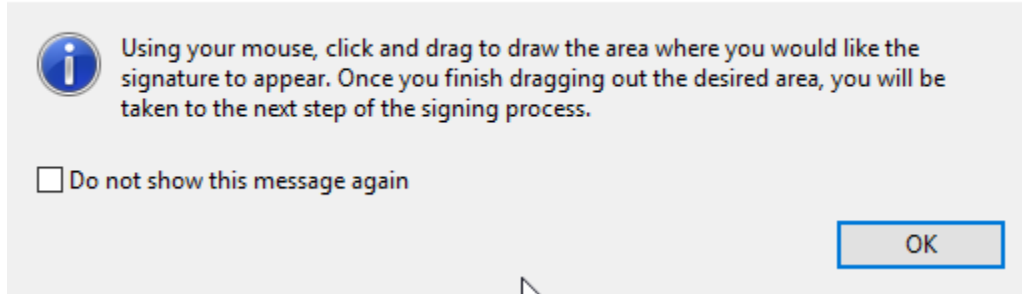 Using your mouse, click and drag to draw the area where you would like the
signature to appear. Once you finish dragging out the desired area, you will be
taken to the next step of the signing process.
Do not show this message again
OK